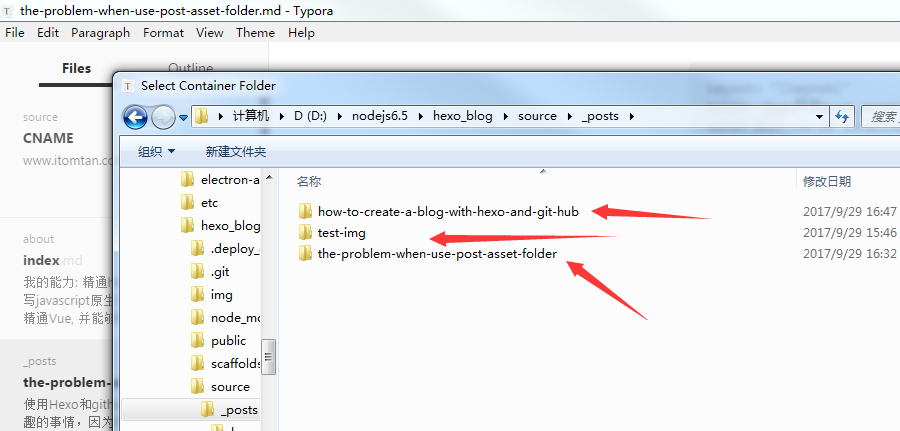 the-problem-when-use-post-asset-folder.md - Typora
File Edit Paragraph Format View Theme Help
Files Outline
source
CNAME
www.itomtan.co
about
index.md
我的能力: 精通
写javascript原生
精通Vue, 并能够
_posts
the-problem-
使用Hexo和gith
趣的事情，因为
Select Container Folder
计算机 D (D:) nodejs6.5 hexo_blog source _posts
搜索
组织 新建文件夹
electron-a
etc
hexo_blog
.deploy_
.git
img
node_mo
public
scaffolds
source
_posts
名称 修改日期
how-to-create-a-blog-with-hexo-and-git-hub 2017/9/29 16:47
test-img 2017/9/29 15:46
the-problem-when-use-post-asset-folder 2017/9/29 16:32